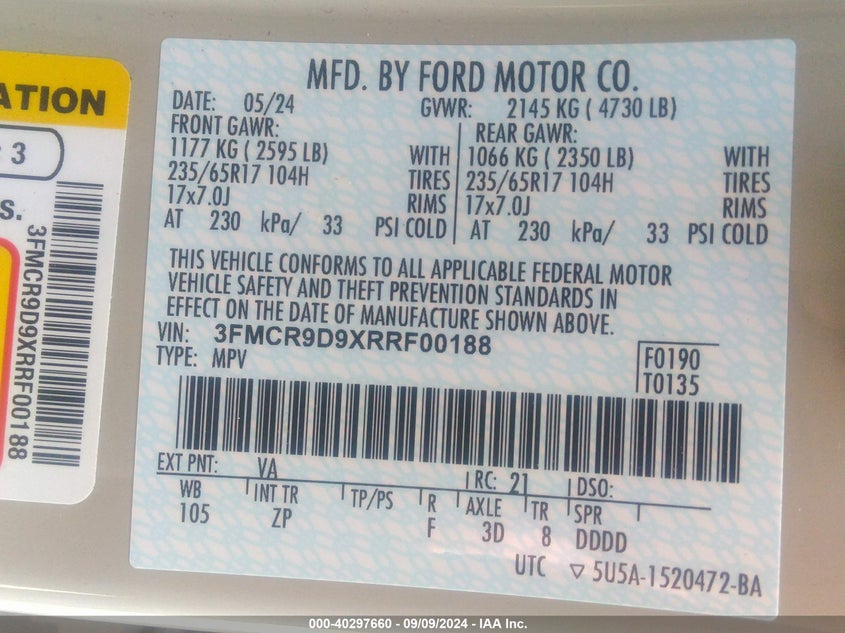 ATION
: 3
S.
3FMCR9D9XRRF00188
MFD. BY FORD MOTOR CO.
DATE: 05/24 GVWR: 2145 KG ( 4730 LB)
FRONT GAWR: REAR GAWR:
1177 KG ( 2595 LB) WITH 1066 KG ( 2350 LB) WITH
235/65R17 104H TIRES 235/65R17 104H TIRES
17x7.0J RIMS 17x7.0J RIMS
AT 230 kPa/ 33 PSI COLD AT 230 kPa/ 33 PSI COLD
THIS VEHICLE CONFORMS TO ALL APPLICABLE FEDERAL MOTOR
VEHICLE SAFETY AND THEFT PREVENTION STANDARDS IN
EFFECT ON THE DATE OF MANUFACTURE SHOWN ABOVE.
VIN: 3FMCR9D9XRRF00188
TYPE: MPV
F0190
T0135
EXT PNT: VA RC: 21 DSO:
WB INT TR TP/PS R AXLE TR SPR
105 ZP F 3D 8 DDDD
UTC ▽ 5U5A-1520472-BA
000-40297660 - 09/09/2024 - IAA Inc.